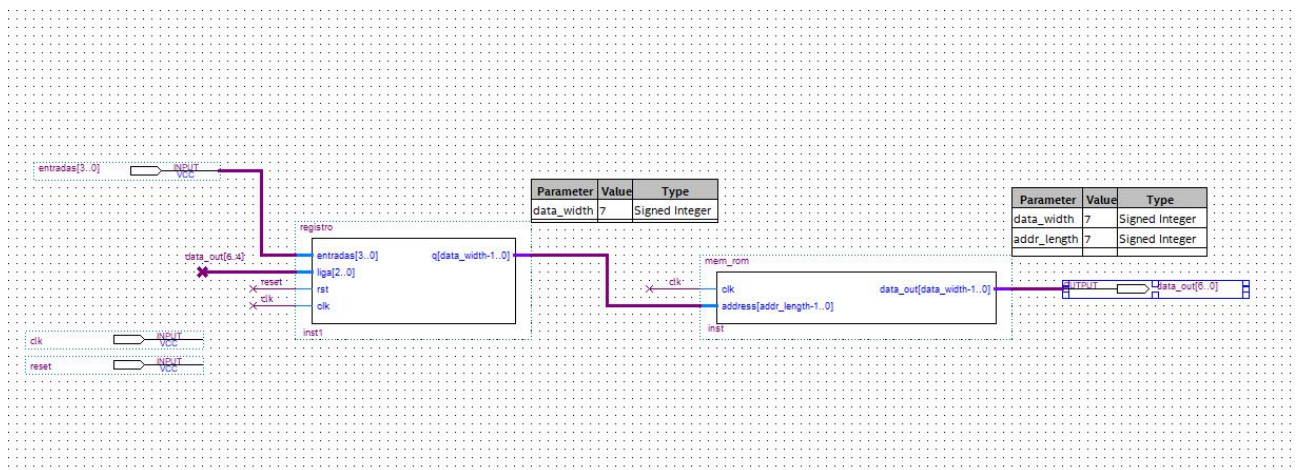 entradas[3..0]
INPUT
VCC
Parameter Value Type
data_width 7 Signed Integer
Parameter Value Type
data_width 7 Signed Integer
addr_length 7 Signed Integer
registro
data_out[6..4]
entradas[3..0] q[data_width-1..0]
liga[2..0]
reset
rst
clk
clk
inst1
mem_rom
clk
clk data_out[data_width-1..0]
address[addr_length-1..0]
inst
OUTPUT data_out[6..0]
clk
INPUT
VCC
reset
INPUT
VCC